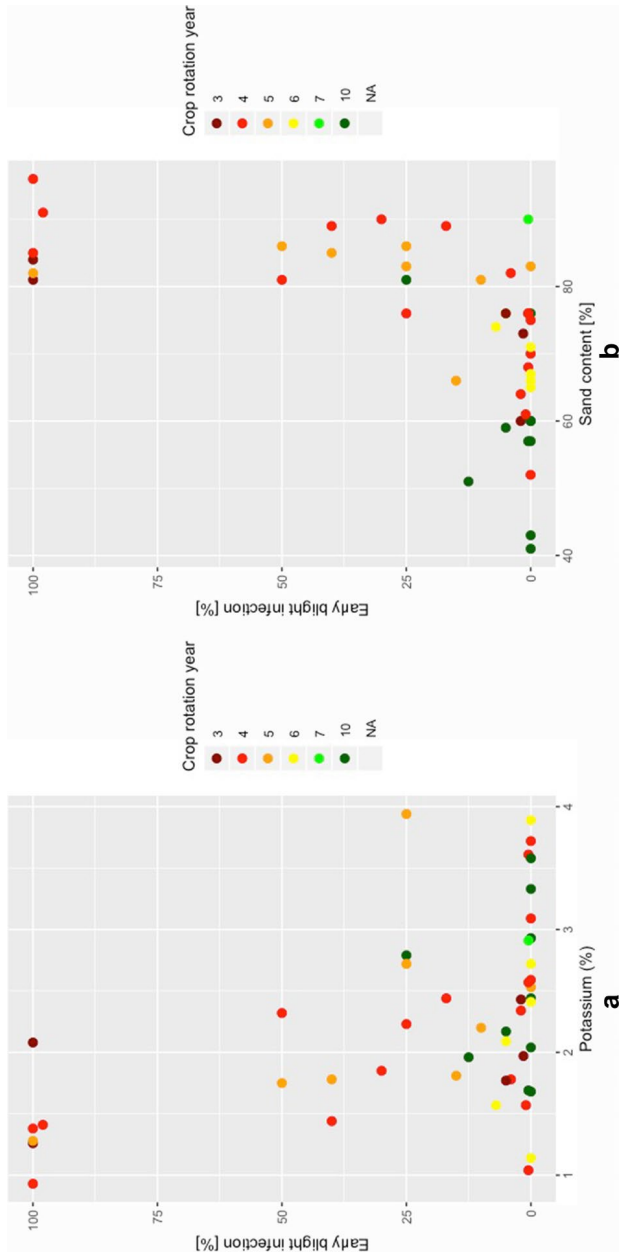 Early blight infection [%]
100
75
50
25
0
1
2
3
4
Potassium (%)
Crop rotation year
3
4
5
6
7
10
NA
a
Early blight infection [%]
100
75
50
25
0
40
60
80
Sand content [%]
Crop rotation year
3
4
5
6
7
10
NA
b